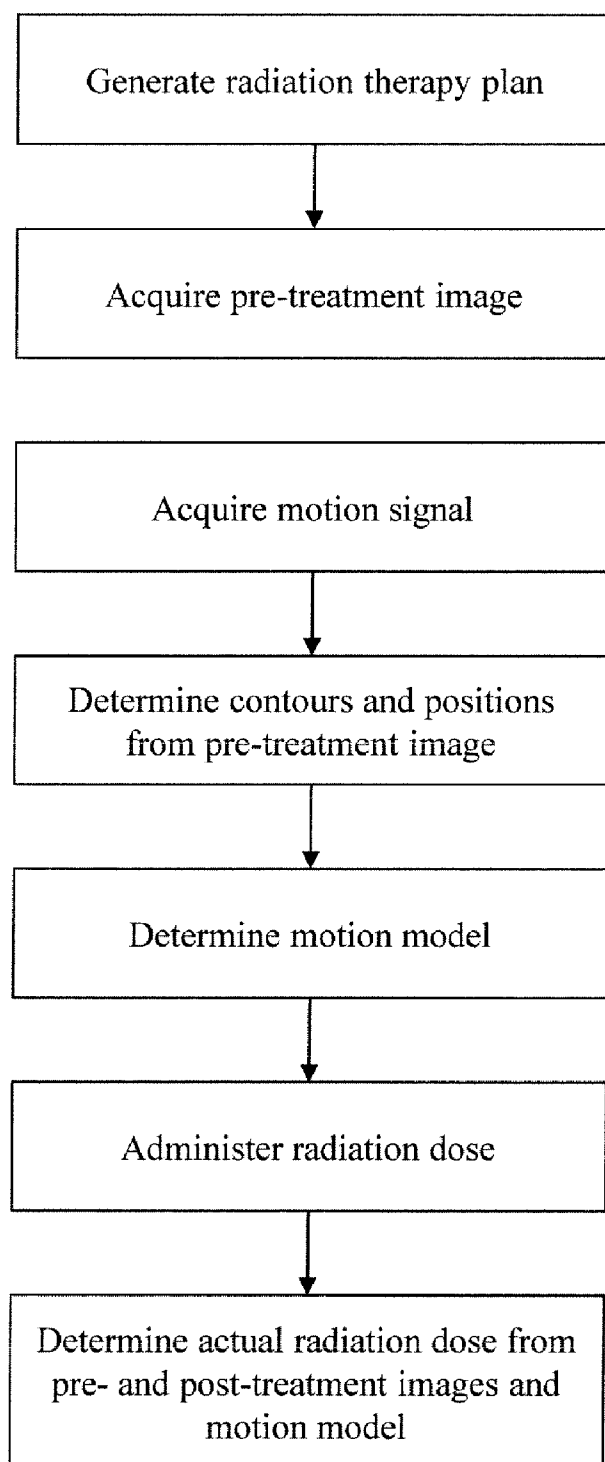 Generate radiation therapy plan
Acquire pre-treatment image
Acquire motion signal
Determine contours and positions
from pre-treatment image
Determine motion model
Administer radiation dose
Determine actual radiation dose from
pre- and post-treatment images and
motion model